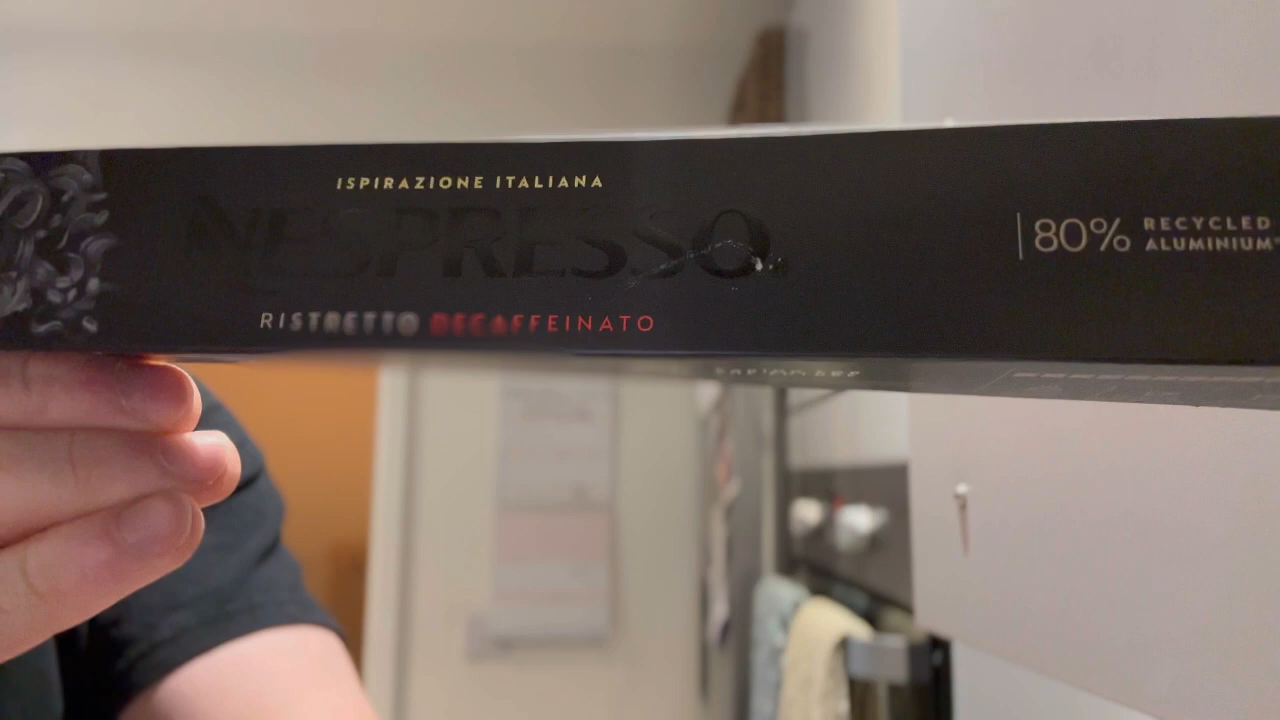 ISPIRAZIONE ITALIANA
NESPRESSO
RISTRETTO DECAFFEINATO
80%
RECYCLED
ALUMINIUM*